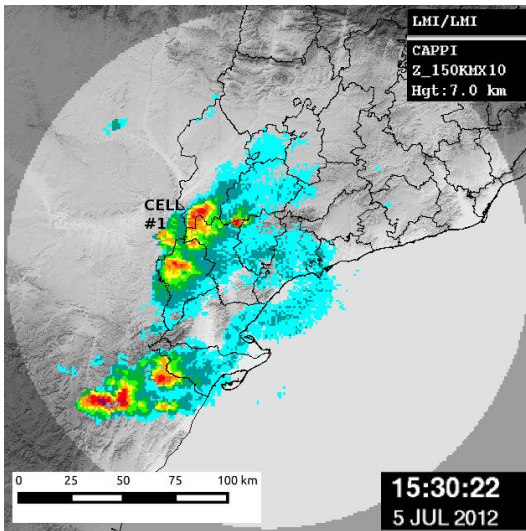 LMI/LMI
CAPPI
Z_150KMX10
Hgt:7.0 km
CELL
#1
0 25 50 75 100 km
15:30:22
5 JUL 2012